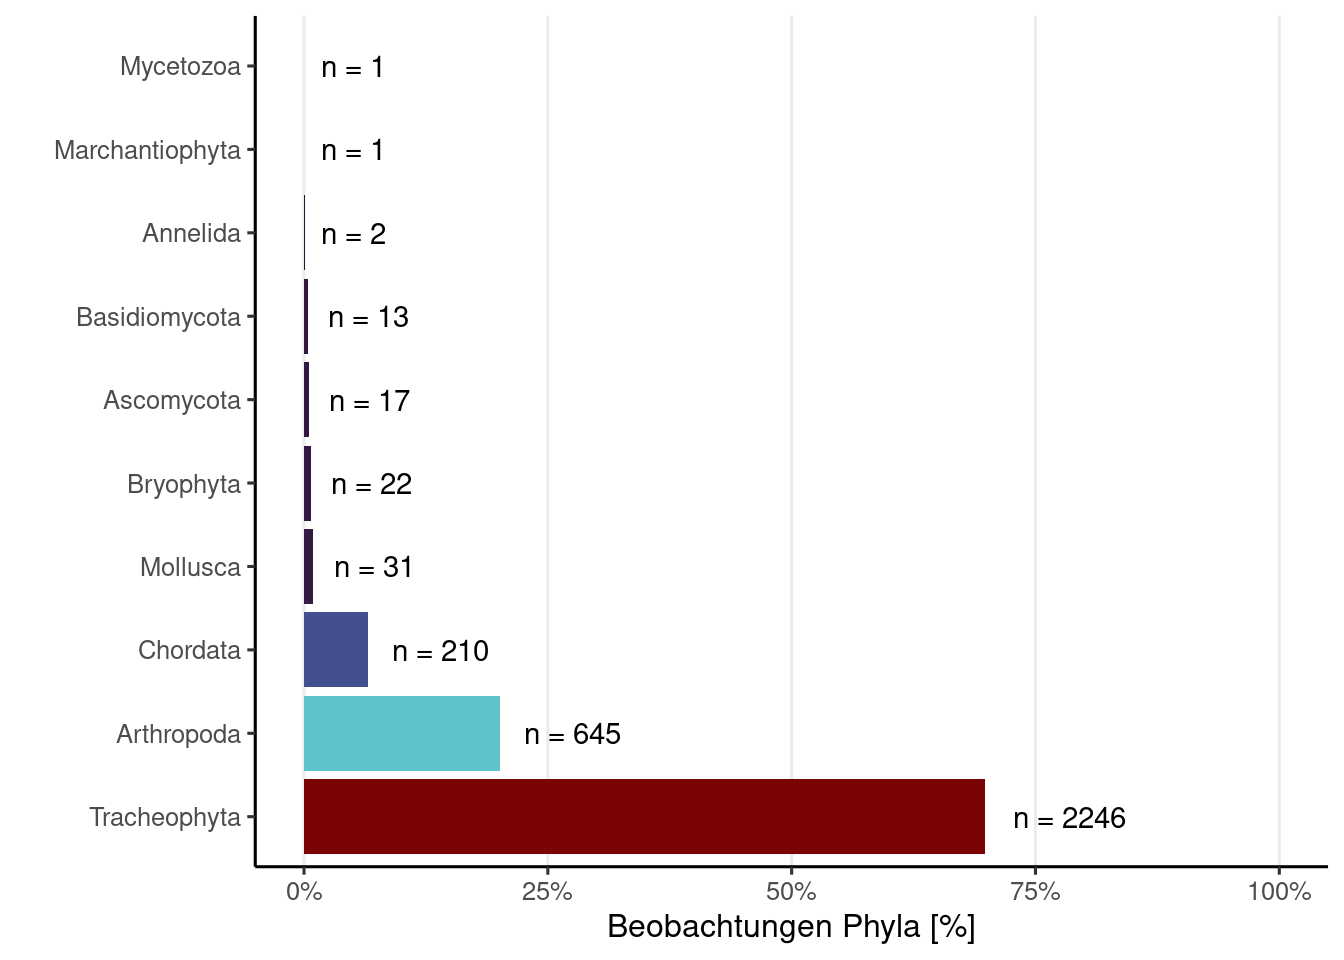 Mycetozoa n = 1
Marchantiophyta n = 1
Annelida n = 2
Basidiomycota n = 13
Ascomycota n = 17
Bryophyta n = 22
Mollusca n = 31
Chordata n = 210
Arthropoda n = 645
Tracheophyta n = 2246
0% 25% 50% 75% 100%
Beobachtungen Phyla [%]